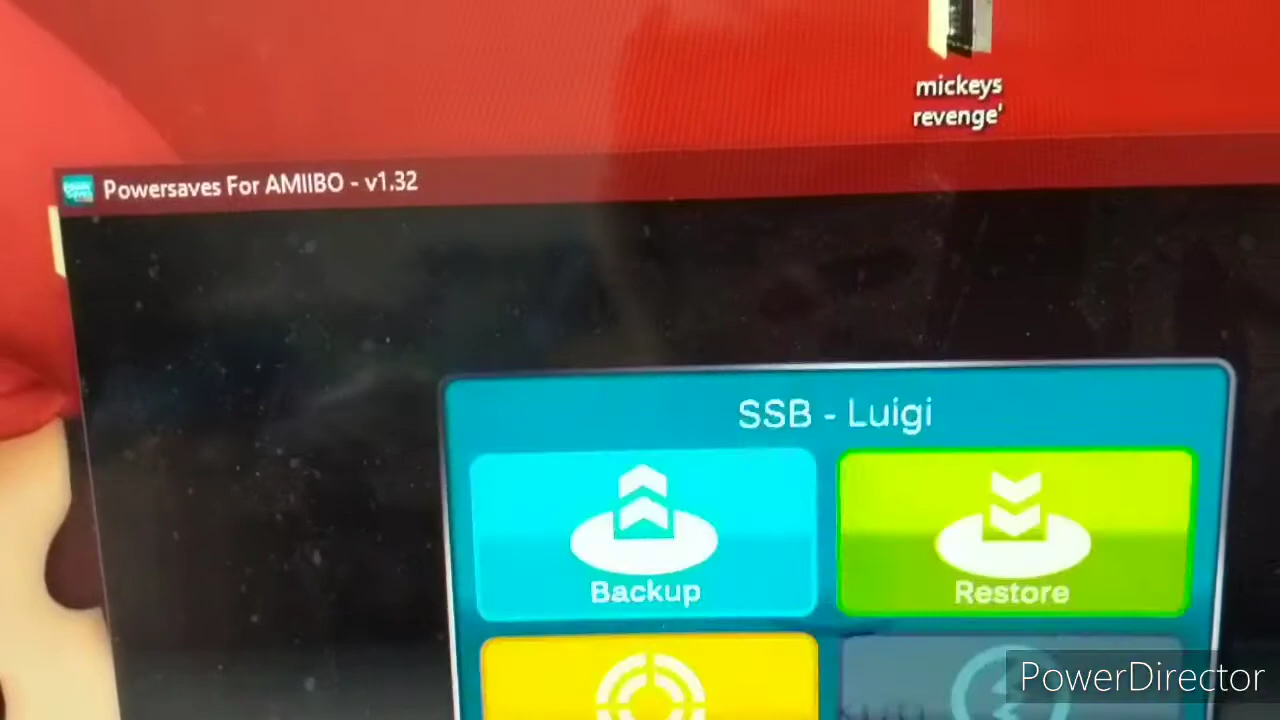 mickeys
revenge'
Powersaves For AMIIBO - v1.32
SSB - Luigi
Backup
Restore
PowerDirector